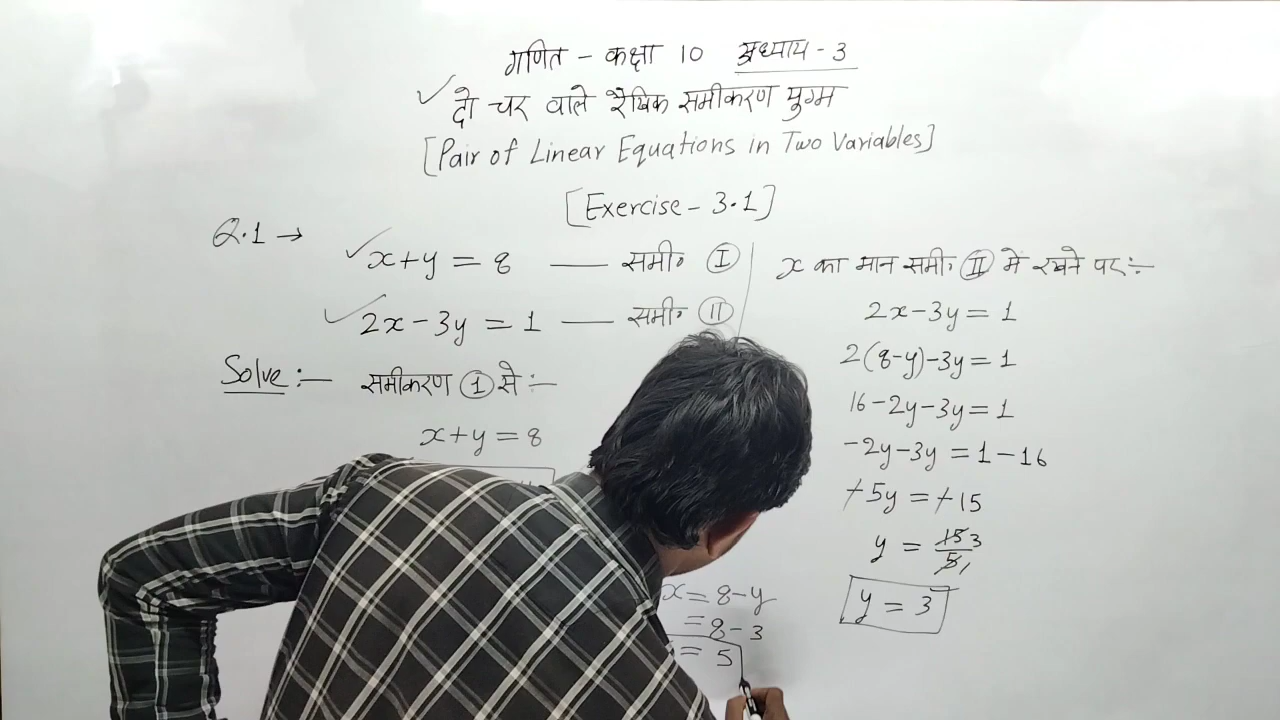 गणित - कक्षा 10 अध्याय - 3
✓ दो चर वाले रैखिक समीकरण युग्म
[Pair of Linear Equations in Two Variables]
[Exercise - 3.1]
Q.1 →
✓ x+y = 8 —— समी० (I)
✓ 2x-3y = 1 —— समी० (II)
Solve :— समीकरण (1) से :—
x+y = 8
x का मान समी० (II) में रखने पर :—
2x-3y = 1
2(8-y)-3y = 1
16-2y-3y = 1
-2y-3y = 1-16
-5y = -15
y = 15/5 3/1
y = 3
x = 8-y
= 8-3
= 5